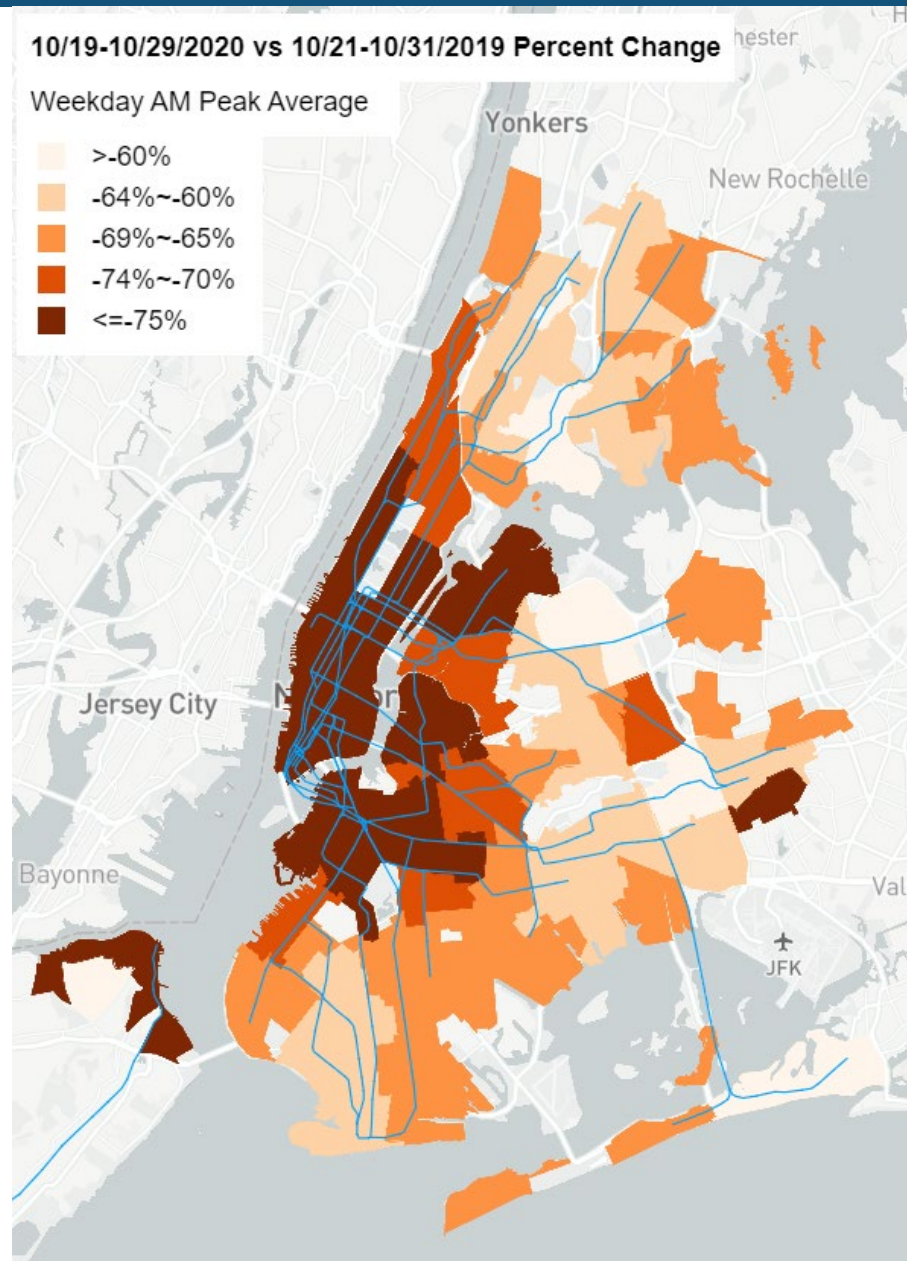 10/19-10/29/2020 vs 10/21-10/31/2019 Percent Change
Weekday AM Peak Average
>-60%
-64%~-60%
-69%~-65%
-74%~-70%
<=-75%
Yonkers
New Rochelle
Jersey City
Bayonne
JFK